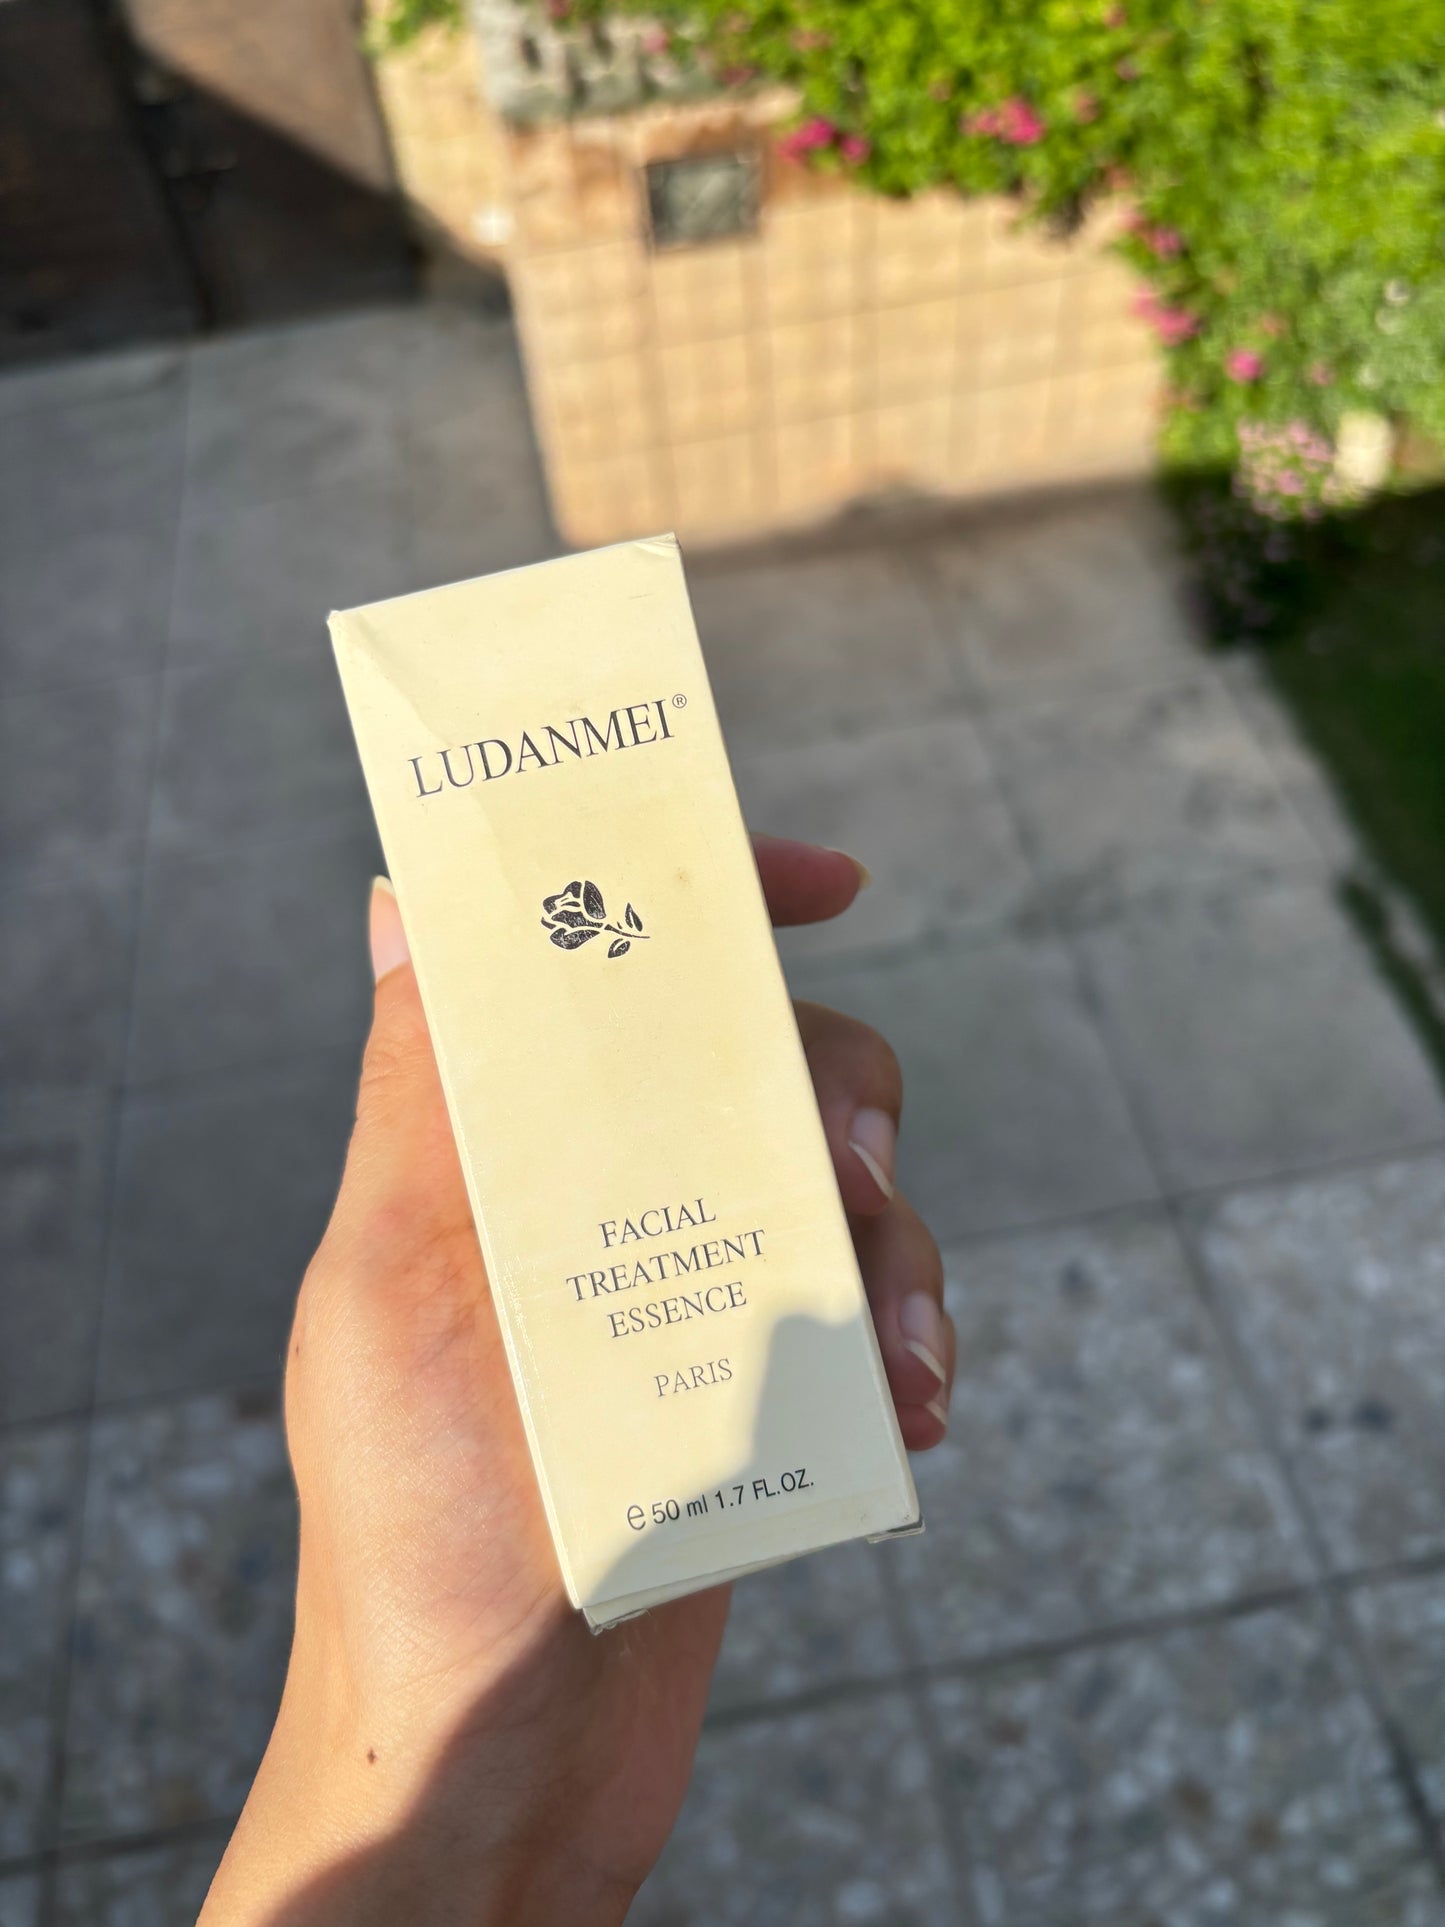 LUDANMEI®
FACIAL
TREATMENT
ESSENCE
PARIS
℮ 50 ml 1.7 FL.OZ.